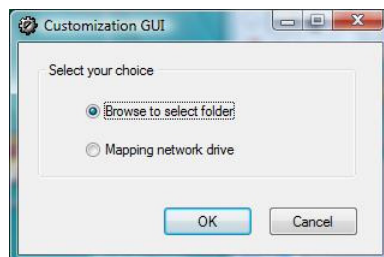 Customization GUI
Select your choice
Browse to select folder
Mapping network drive
OK
Cancel